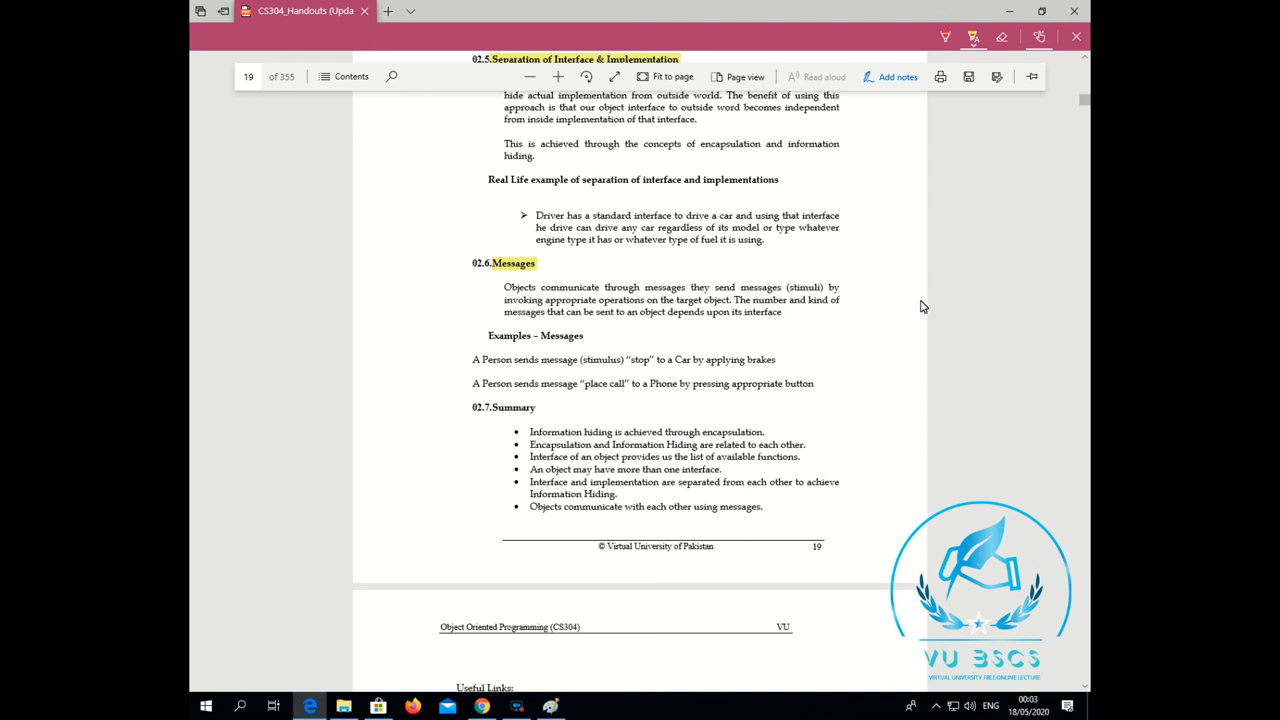 CS304_Handouts (Upda
02.5.Separation of Interface & Implementation
19 of 355 Contents Fit to page Page view Read aloud Add notes
hide actual implementation from outside world. The benefit of using this
approach is that our object interface to outside word becomes independent
from inside implementation of that interface.
This is achieved through the concepts of encapsulation and information
hiding.
Real Life example of separation of interface and implementations
➢ Driver has a standard interface to drive a car and using that interface
he drive can drive any car regardless of its model or type whatever
engine type it has or whatever type of fuel it is using.
02.6.Messages
Objects communicate through messages they send messages (stimuli) by
invoking appropriate operations on the target object. The number and kind of
messages that can be sent to an object depends upon its interface
Examples – Messages
A Person sends message (stimulus) “stop” to a Car by applying brakes
A Person sends message “place call” to a Phone by pressing appropriate button
02.7.Summary
• Information hiding is achieved through encapsulation.
• Encapsulation and Information Hiding are related to each other.
• Interface of an object provides us the list of available functions.
• An object may have more than one interface.
• Interface and implementation are separated from each other to achieve
Information Hiding.
• Objects communicate with each other using messages.
© Virtual University of Pakistan 19
Object Oriented Programming (CS304) VU
Useful Links:
VU BSCS
VIRTUAL UNIVERSITY FREE ONLINE LECTURE
ENG
00:03
18/05/2020